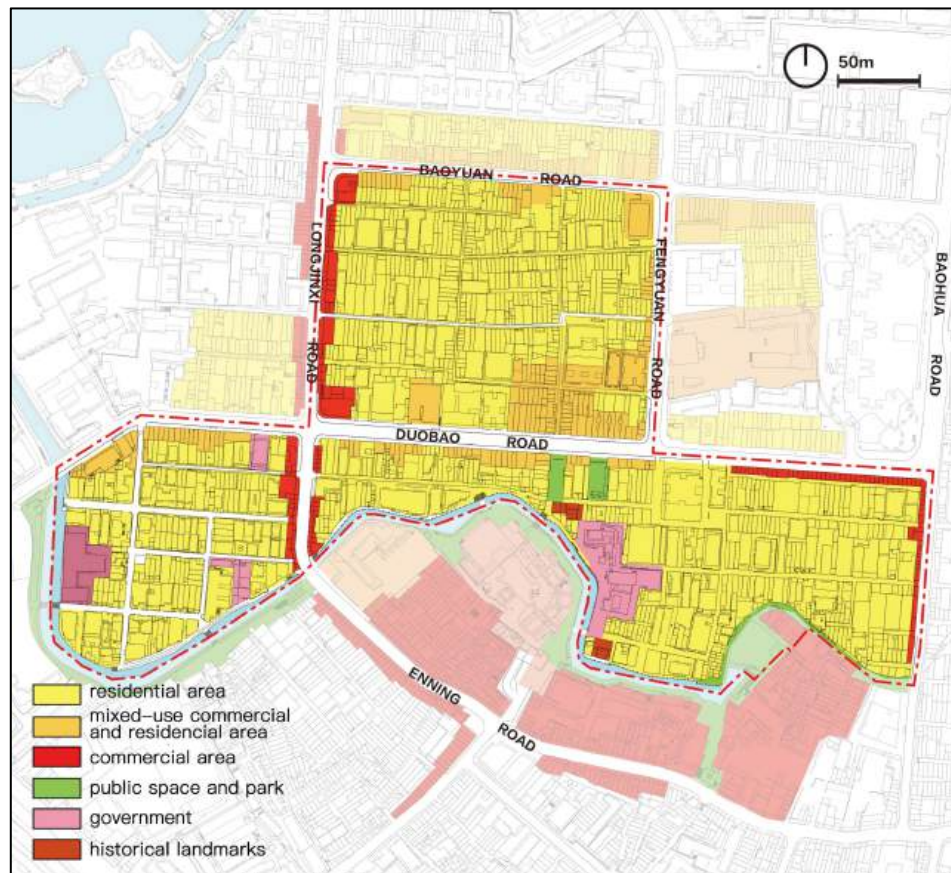 50m
BAOYUAN ROAD
LONGJINXI ROAD
FENGYUAN ROAD
BAOHUA ROAD
DUOBAO ROAD
ENNING ROAD
residential area
mixed-use commercial
and residencial area
commercial area
public space and park
government
historical landmarks